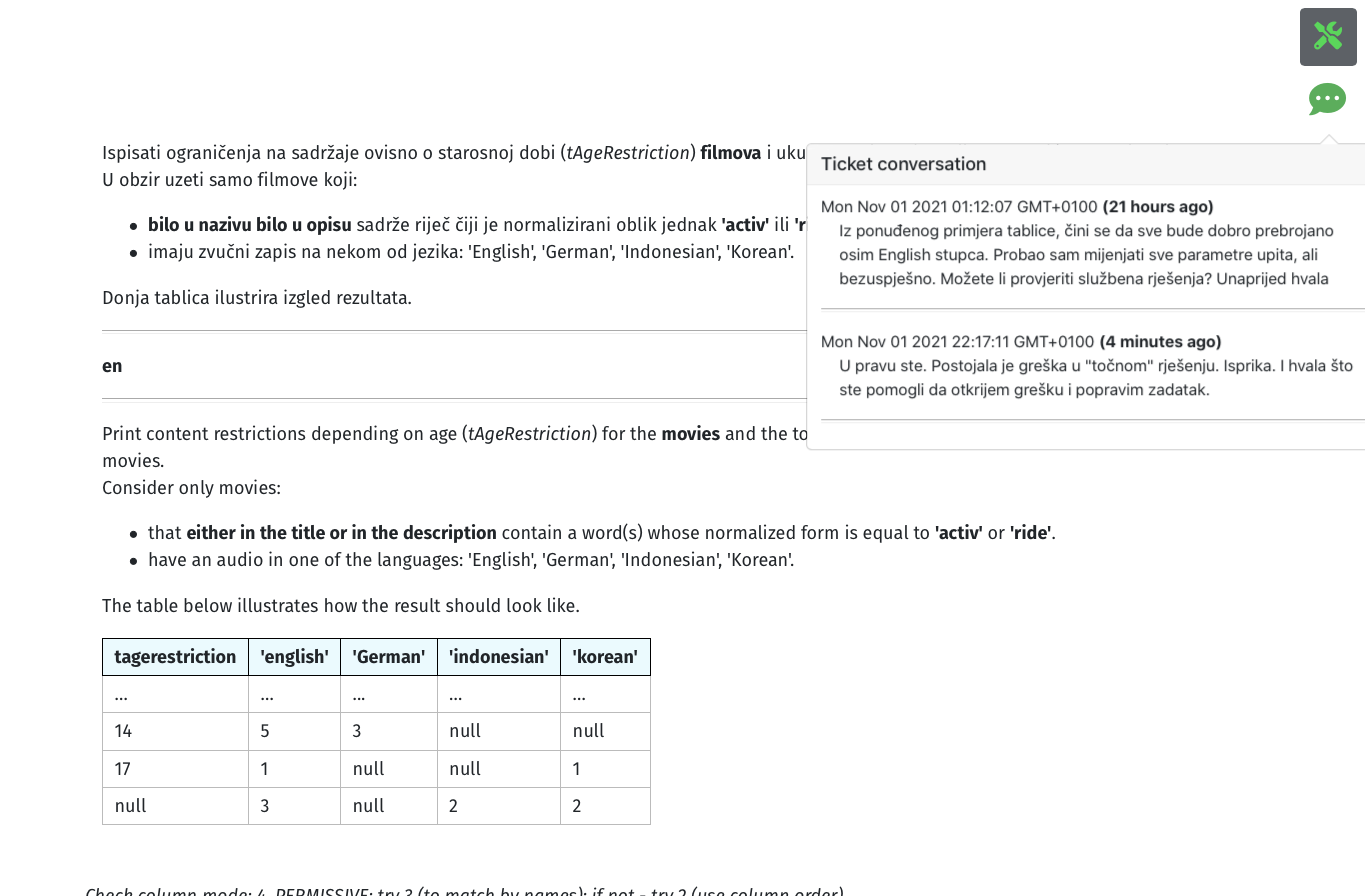 Ispisati ograničenja na sadržaje ovisno o starosnoj dobi (tAgeRestriction) filmova i
U obzir uzeti samo filmove koji:
bilo u nazivu bilo u opisu sadrže riječ čiji je normalizirani oblik jednak 'activ' ili
imaju zvučni zapis na nekom od jezika: 'English', 'German', 'Indonesian', 'Korean'.
Donja tablica ilustrira izgled rezultata.
en
Print content restrictions depending on age (tAgeRestriction) for the movies and the
movies.
Consider only movies:
that either in the title or in the description contain a word(s) whose normalized form is equal to 'activ' or 'ride'.
have an audio in one of the languages: 'English', 'German', 'Indonesian', 'Korean'.
The table below illustrates how the result should look like.
tagerestriction 'english' 'German' 'indonesian' 'korean'
... ... ... ... ...
14 5 3 null null
17 1 null null 1
null 3 null 2 2
Chech column mode: 4. PERMISSIVE: try 3 (to match by names); if not - try 2 (use column order)
Ticket conversation
Mon Nov 01 2021 01:12:07 GMT+0100 (21 hours ago)
Iz ponuđenog primjera tablice, čini se da sve bude dobro prebrojano
osim English stupca. Probao sam mijenjati sve parametre upita, ali
bezuspješno. Možete li provjeriti službena rješenja? Unaprijed hvala
Mon Nov 01 2021 22:17:11 GMT+0100 (4 minutes ago)
U pravu ste. Postojala je greška u "točnom" rješenju. Isprika. I hvala što
ste pomogli da otkrijem grešku i popravim zadatak.